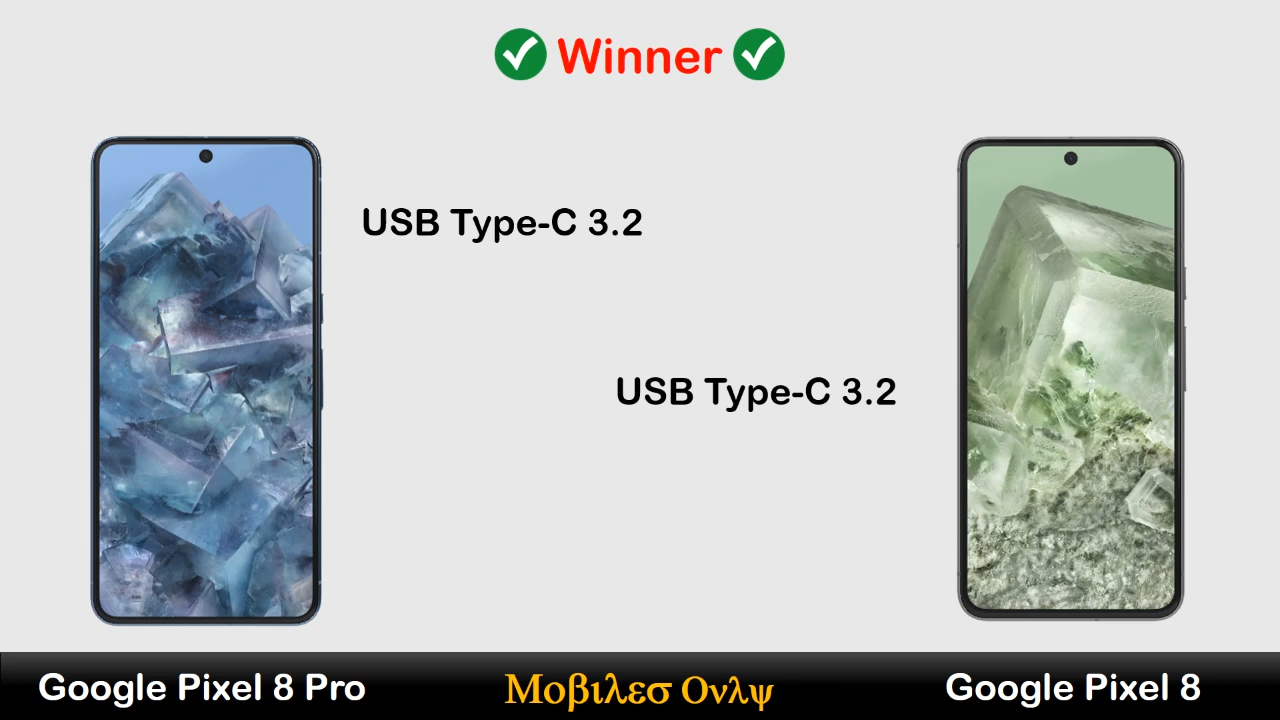 Winner
USB Type-C 3.2
USB Type-C 3.2
Google Pixel 8 Pro
Μοβιλεσ Ονλψ
Google Pixel 8